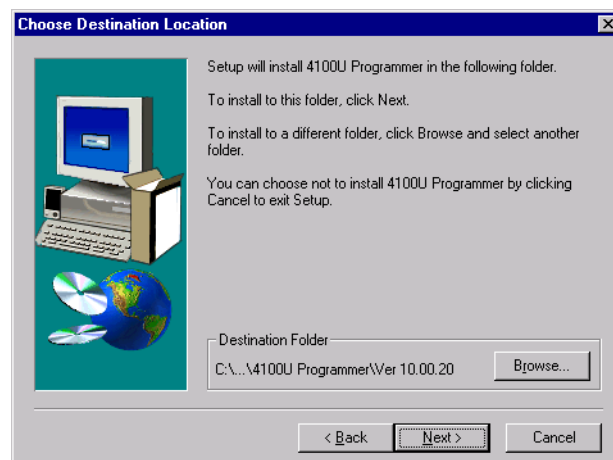 Choose Destination Location
Setup will install 4100U Programmer in the following folder.
To install to this folder, click Next.
To install to a different folder, click Browse and select another
folder.
You can choose not to install 4100U Programmer by clicking
Cancel to exit Setup.
Destination Folder
C:\...\4100U Programmer\Ver 10.00.20
Browse...
< Back
Next >
Cancel